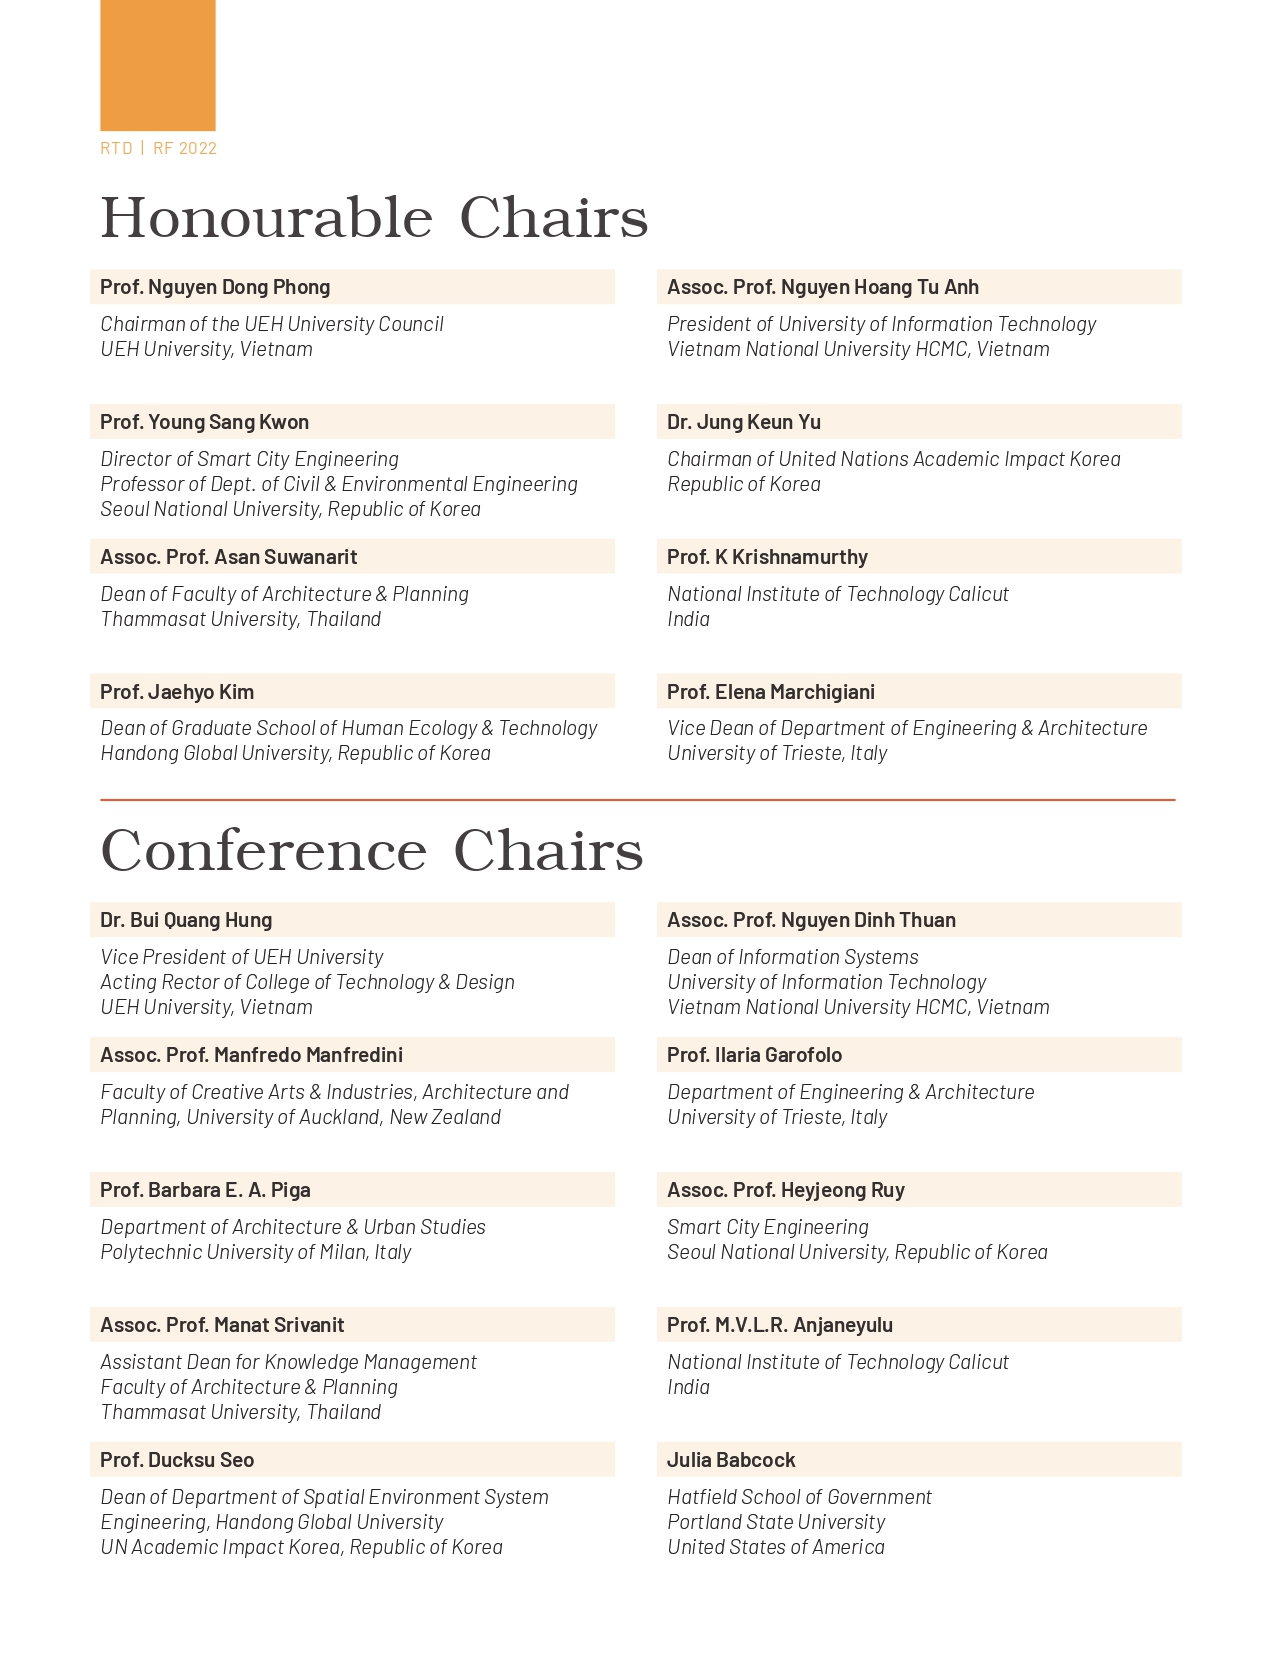 RTD | RF 2022
Honourable Chairs
Prof. Nguyen Dong Phong
Chairman of the UEH University Council
UEH University, Vietnam
Assoc. Prof. Nguyen Hoang Tu Anh
President of University of Information Technology
Vietnam National University HCMC, Vietnam
Prof. Young Sang Kwon
Director of Smart City Engineering
Professor of Dept. of Civil & Environmental Engineering
Seoul National University, Republic of Korea
Dr. Jung Keun Yu
Chairman of United Nations Academic Impact Korea
Republic of Korea
Assoc. Prof. Asan Suwanarit
Dean of Faculty of Architecture & Planning
Thammasat University, Thailand
Prof. K Krishnamurthy
National Institute of Technology Calicut
India
Prof. Jaehyo Kim
Dean of Graduate School of Human Ecology & Technology
Handong Global University, Republic of Korea
Prof. Elena Marchigiani
Vice Dean of Department of Engineering & Architecture
University of Trieste, Italy
Conference Chairs
Dr. Bui Quang Hung
Vice President of UEH University
Acting Rector of College of Technology & Design
UEH University, Vietnam
Assoc. Prof. Nguyen Dinh Thuan
Dean of Information Systems
University of Information Technology
Vietnam National University HCMC, Vietnam
Assoc. Prof. Manfredo Manfredini
Faculty of Creative Arts & Industries, Architecture and
Planning, University of Auckland, New Zealand
Prof. Ilaria Garofolo
Department of Engineering & Architecture
University of Trieste, Italy
Prof. Barbara E. A. Piga
Department of Architecture & Urban Studies
Polytechnic University of Milan, Italy
Assoc. Prof. Heyjeong Ruy
Smart City Engineering
Seoul National University, Republic of Korea
Assoc. Prof. Manat Srivanit
Assistant Dean for Knowledge Management
Faculty of Architecture & Planning
Thammasat University, Thailand
Prof. M.V.L.R. Anjaneyulu
National Institute of Technology Calicut
India
Prof. Ducksu Seo
Dean of Department of Spatial Environment System
Engineering, Handong Global University
UN Academic Impact Korea, Republic of Korea
Julia Babcock
Hatfield School of Government
Portland State University
United States of America